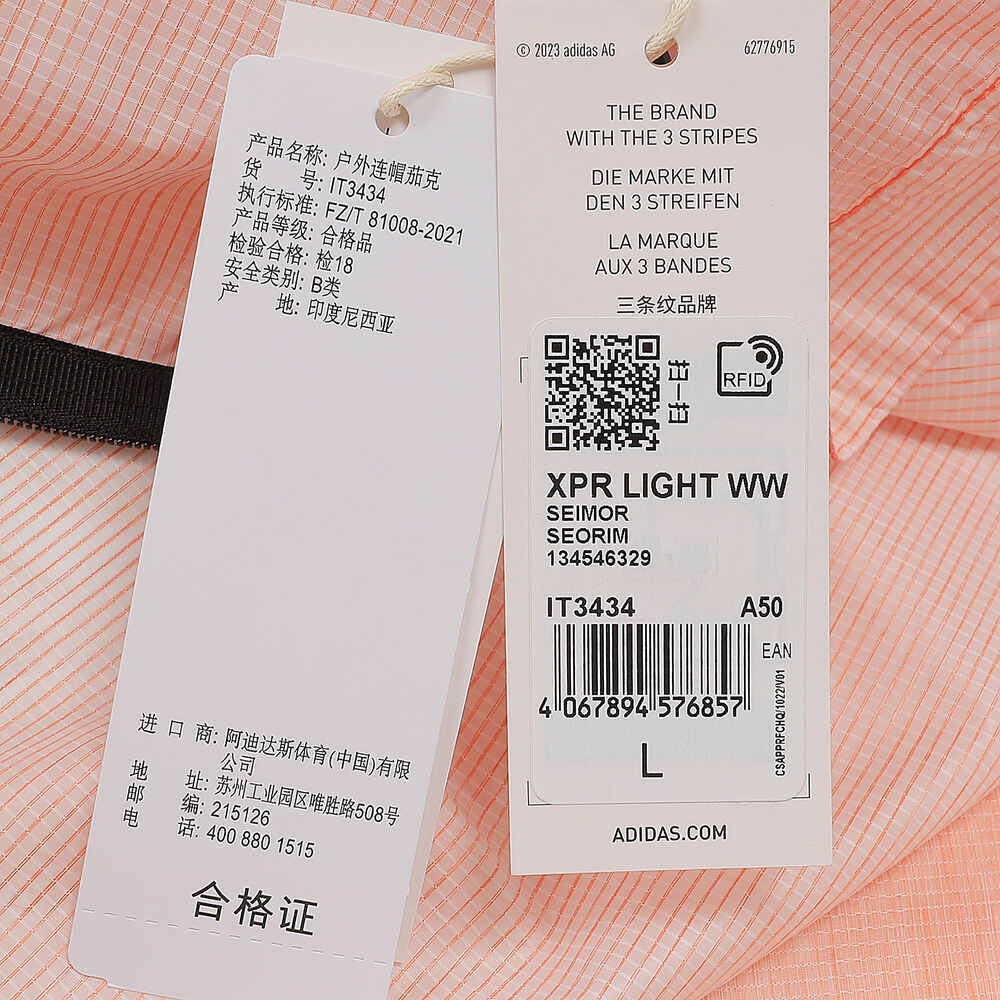 产品名称: 户外连帽茄克
货 号: IT3434
执行标准: FZ/T 81008-2021
产品等级: 合格品
检验合格: 检18
安全类别: B类
产 地: 印度尼西亚
进 口 商: 阿迪达斯体育(中国)有限
公司
地 址: 苏州工业园区唯胜路508号
邮 编: 215126
电 话: 400 880 1515
合格证
© 2023 adidas AG 62776915
THE BRAND
WITH THE 3 STRIPES
DIE MARKE MIT
DEN 3 STREIFEN
LA MARQUE
AUX 3 BANDES
三条纹品牌
扫一扫
RFID
XPR LIGHT WW
SEIMOR
SEORIM
134546329
IT3434 A50
EAN
4 067894 576857
CSAPPRFCHQ/1022/V01
L
ADIDAS.COM